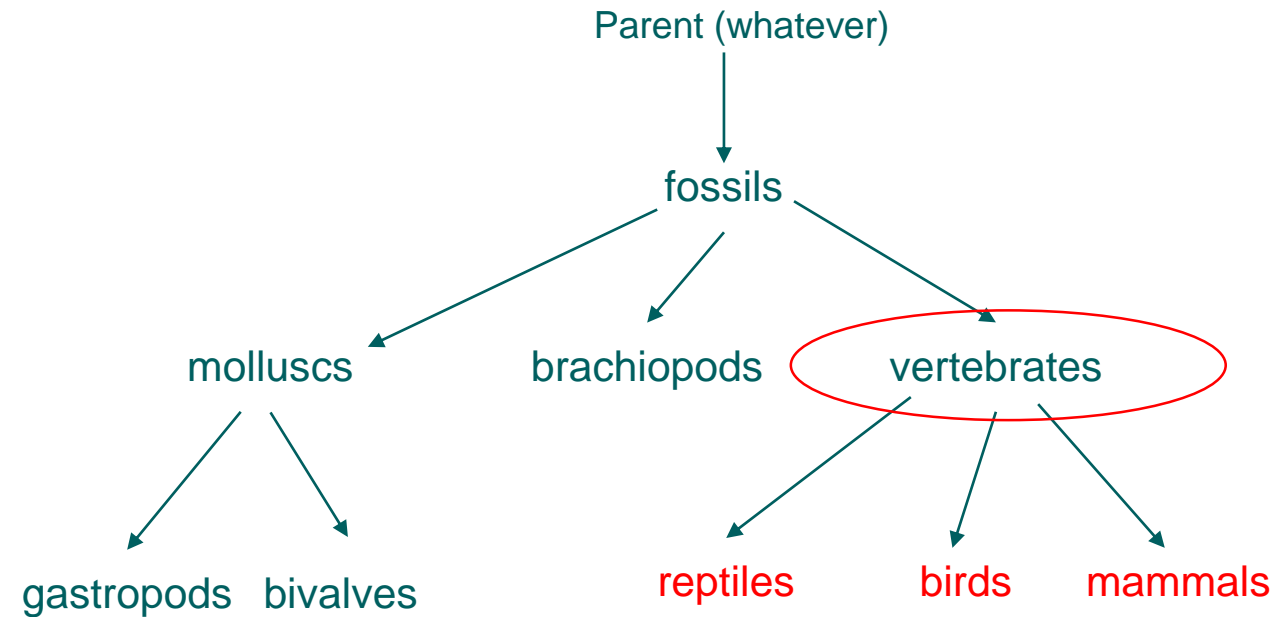 Parent (whatever)
fossils
molluscs brachiopods vertebrates
gastropods bivalves reptiles birds mammals